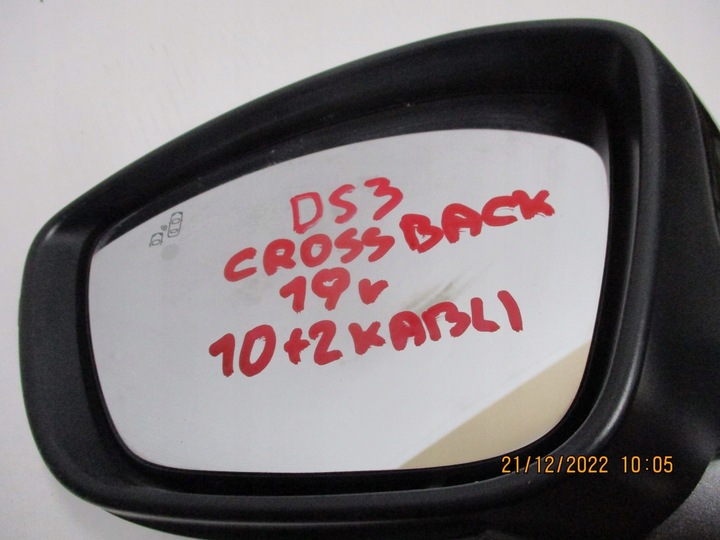 DS3
CROSSBACK
19r
10+2KABLI
21/12/2022 10:05